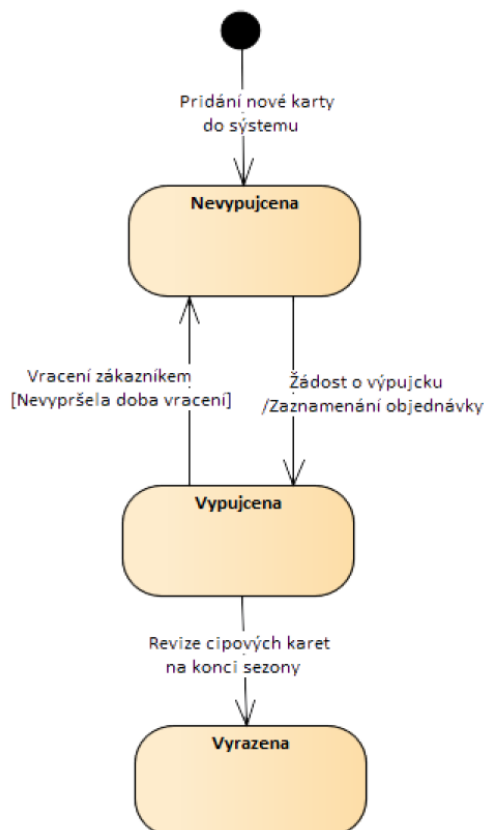 Pridání nové karty
do sýstemu
Nevypujcena
Vracení zákazníkem
[Nevypršela doba vracení]
Žádost o výpujcku
/Zaznamenání objednávky
Vypujcena
Revize cipových karet
na konci sezony
Vyrazena